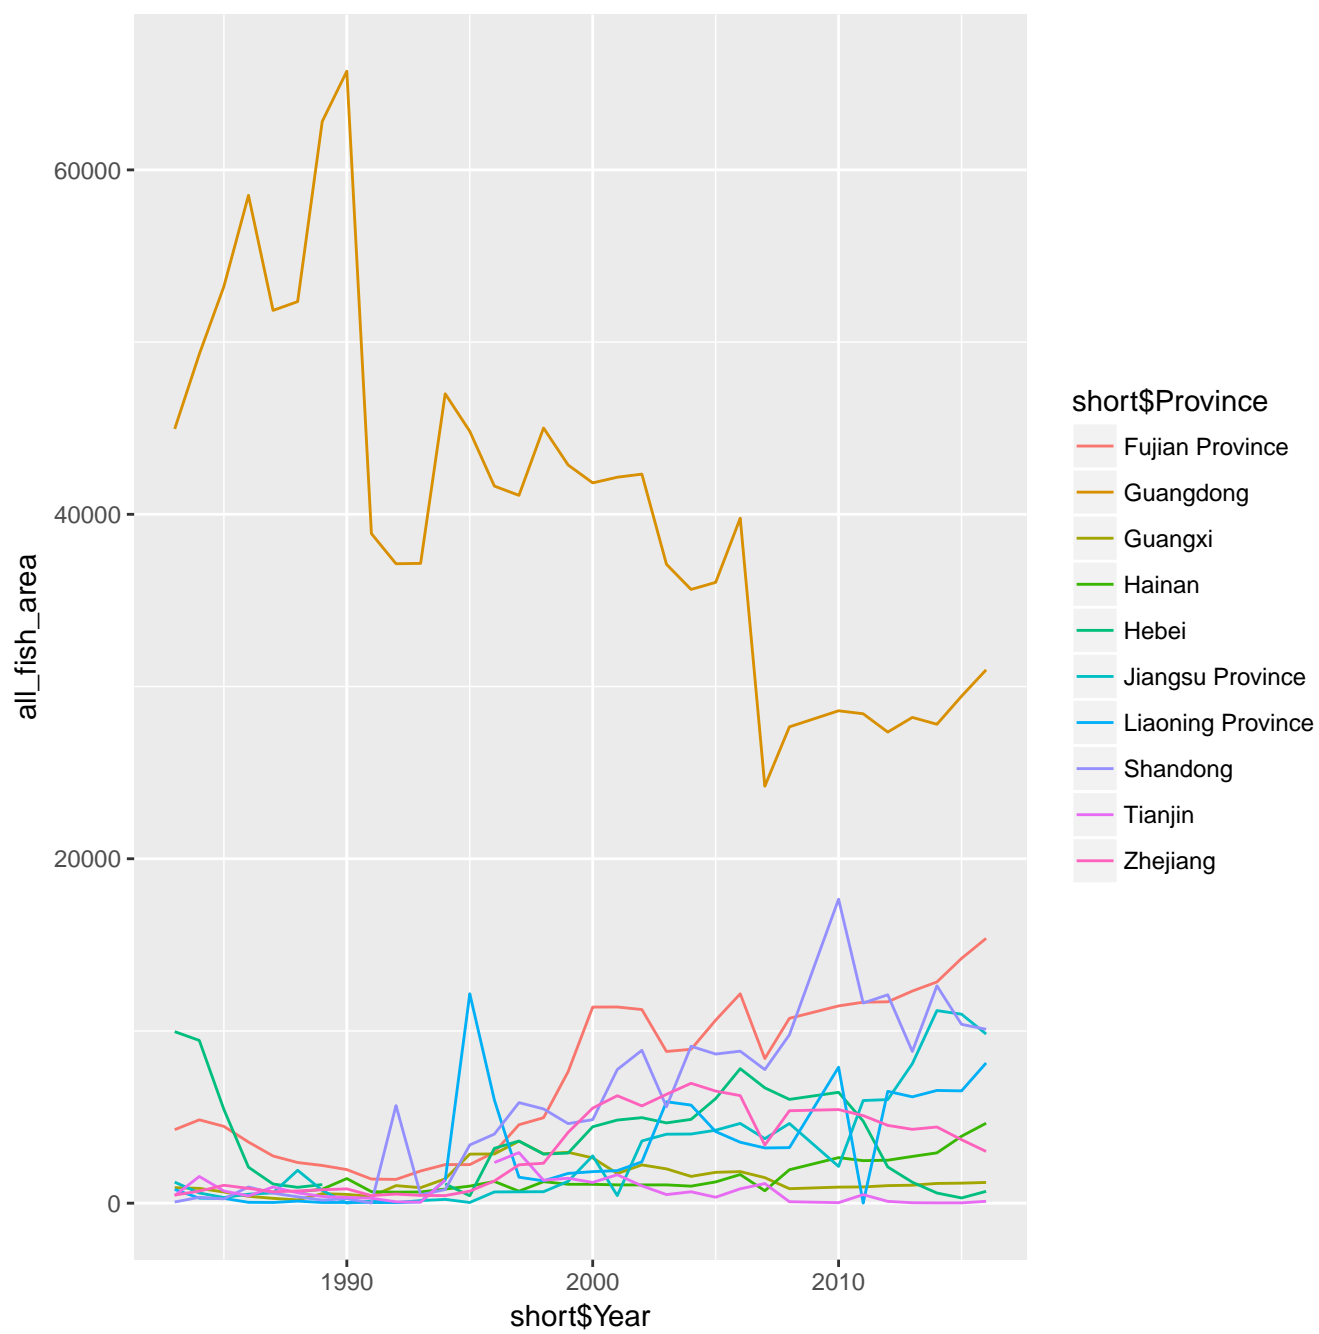 60000
40000
20000
0
all_fish_area
1990
2000
2010
short$Year
short$Province
Fujian Province
Guangdong
Guangxi
Hainan
Hebei
Jiangsu Province
Liaoning Province
Shandong
Tianjin
Zhejiang